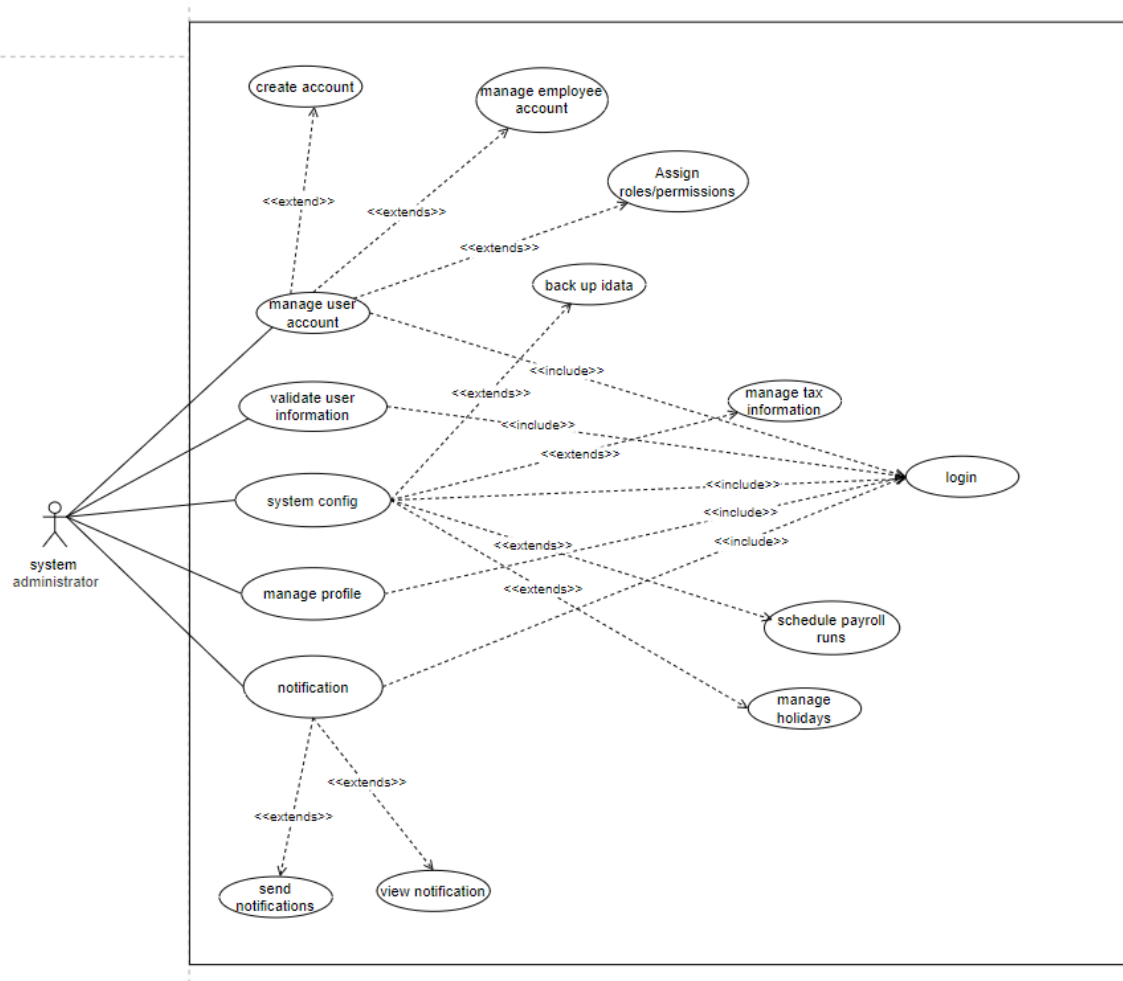 create account
manage employee
account
Assign
roles/permissions
<<extend>>
<<extends>>
<<extends>>
back up idata
manage user
account
<<include>>
<<extends>>
manage tax
information
validate user
information
<<include>>
<<extends>>
login
system config
<<include>>
<<include>>
<<extends>>
<<include>>
system
administrator
manage profile
<<extends>>
schedule payroll
runs
notification
manage
holidays
<<extends>>
<<extends>>
send
notifications
view notification